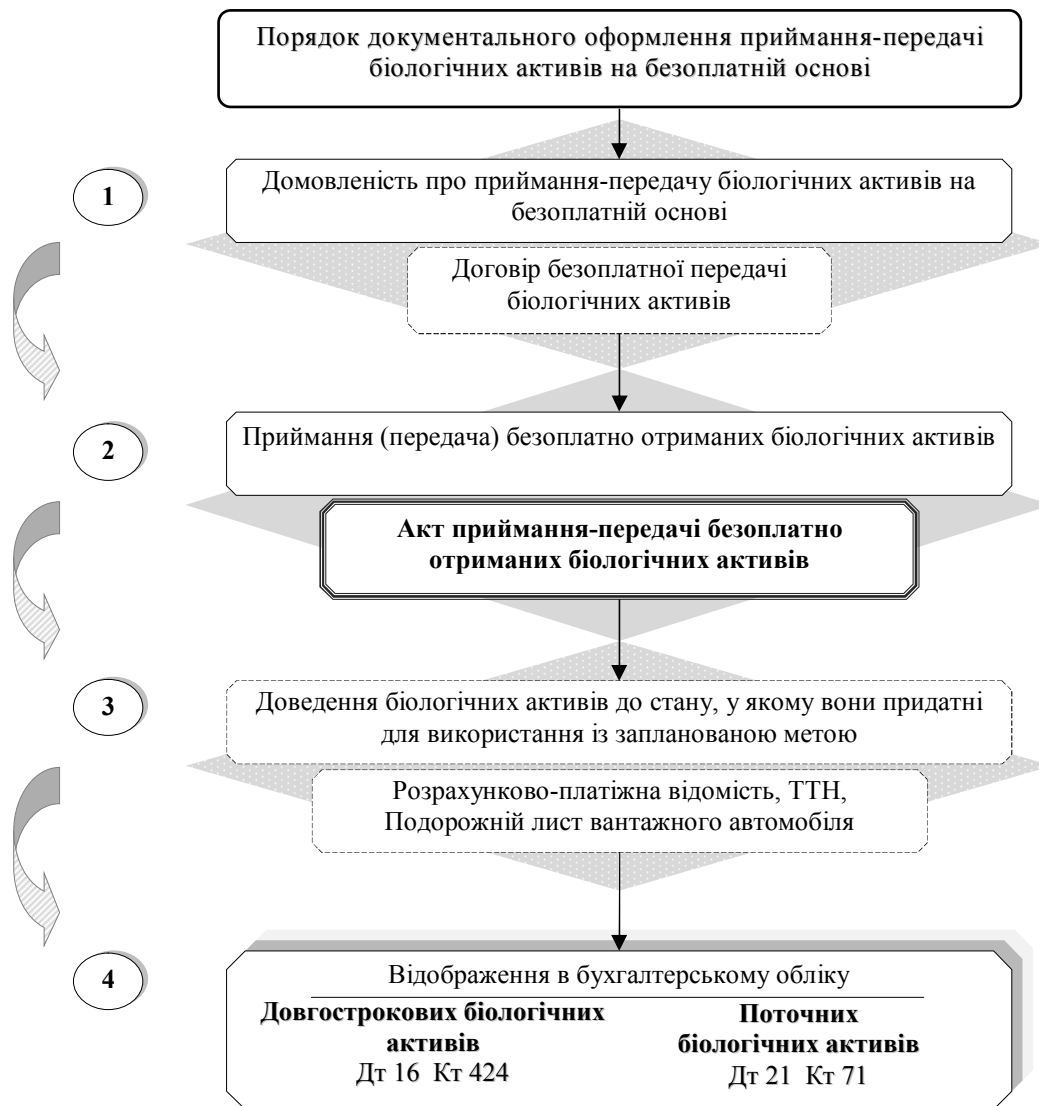 Порядок документального оформлення приймання-передачі
біологічних активів на безоплатній основі
1
Домовленість про приймання-передачу біологічних активів на
безоплатній основі
Договір безоплатної передачі
біологічних активів
2
Приймання (передача) безоплатно отриманих біологічних активів
Акт приймання-передачі безоплатно
отриманих біологічних активів
3
Доведення біологічних активів до стану, у якому вони придатні
для використання із запланованою метою
Розрахунково-платіжна відомість, ТТН,
Подорожній лист вантажного автомобіля
4
Відображення в бухгалтерському обліку
Довгострокових біологічних
активів
Дт 16 Кт 424
Поточних
біологічних активів
Дт 21 Кт 71